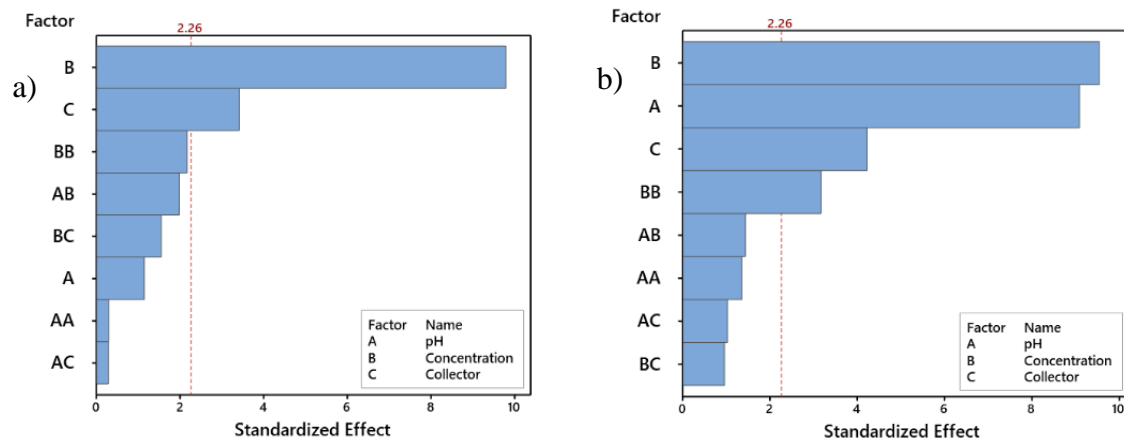 a)
Factor
2.26
B
C
BB
AB
BC
A
AA
AC
Factor Name
A pH
B Concentration
C Collector
0 2 4 6 8 10
Standardized Effect
b)
Factor
2.26
B
A
C
BB
AB
AA
AC
BC
Factor Name
A pH
B Concentration
C Collector
0 2 4 6 8 10
Standardized Effect